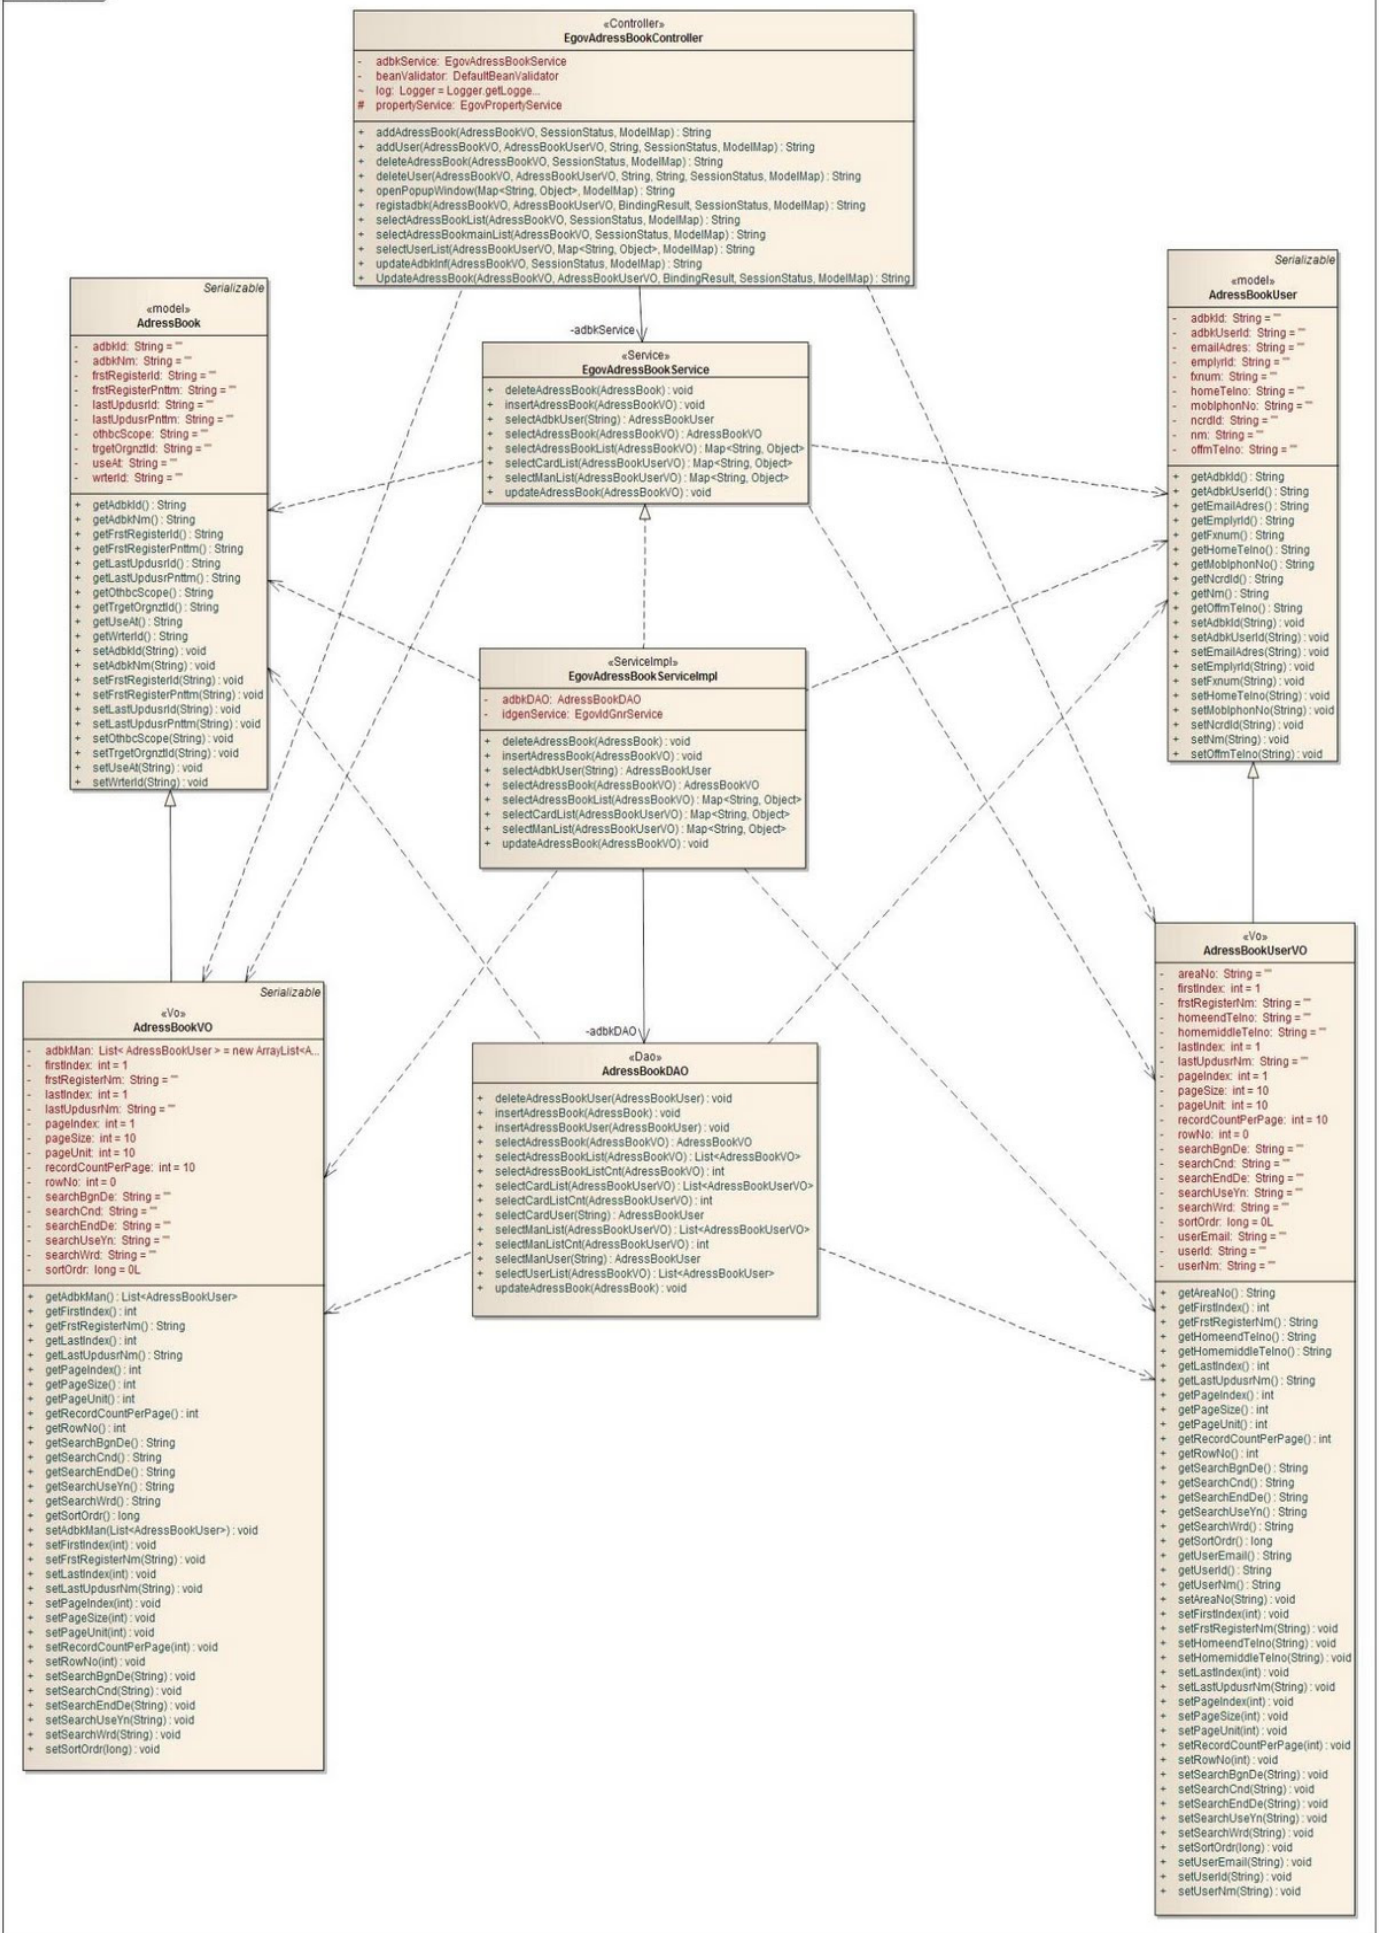 «Controller»
EgovAdressBookController
- adbkService: EgovAdressBookService
- beanValidator: DefaultBeanValidator
~ log: Logger = Logger.getLogge...
# propertyService: EgovPropertyService
+ addAdressBook(AdressBookVO, SessionStatus, ModelMap) : String
+ addUser(AdressBookVO, AdressBookUserVO, String, SessionStatus, ModelMap) : String
+ deleteAdressBook(AdressBookVO, SessionStatus, ModelMap) : String
+ deleteUser(AdressBookVO, AdressBookUserVO, String, String, SessionStatus, ModelMap) : String
+ openPopupWindow(Map<String, Object>, ModelMap) : String
+ registadbk(AdressBookVO, AdressBookUserVO, BindingResult, SessionStatus, ModelMap) : String
+ selectAdressBookList(AdressBookVO, SessionStatus, ModelMap) : String
+ selectAdressBookmainList(AdressBookVO, SessionStatus, ModelMap) : String
+ selectUserList(AdressBookUserVO, Map<String, Object>, ModelMap) : String
+ updateAdbkInf(AdressBookVO, SessionStatus, ModelMap) : String
+ UpdateAdressBook(AdressBookVO, AdressBookUserVO, BindingResult, SessionStatus, ModelMap) : String
Serializable
«model»
AdressBook
- adbkId: String = ""
- adbkNm: String = ""
- frstRegisterId: String = ""
- frstRegisterPnttm: String = ""
- lastUpdusrId: String = ""
- lastUpdusrPnttm: String = ""
- othbcScope: String = ""
- trgetOrgnztId: String = ""
- useAt: String = ""
- wrterId: String = ""
+ getAdbkId() : String
+ getAdbkNm() : String
+ getFrstRegisterId() : String
+ getFrstRegisterPnttm() : String
+ getLastUpdusrId() : String
+ getLastUpdusrPnttm() : String
+ getOthbcScope() : String
+ getTrgetOrgnztId() : String
+ getUseAt() : String
+ getWrterId() : String
+ setAdbkId(String) : void
+ setAdbkNm(String) : void
+ setFrstRegisterId(String) : void
+ setFrstRegisterPnttm(String) : void
+ setLastUpdusrId(String) : void
+ setLastUpdusrPnttm(String) : void
+ setOthbcScope(String) : void
+ setTrgetOrgnztId(String) : void
+ setUseAt(String) : void
+ setWrterId(String) : void
-adbkService
«Service»
EgovAdressBookService
+ deleteAdressBook(AdressBook) : void
+ insertAdressBook(AdressBookVO) : void
+ selectAdbkUser(String) : AdressBookUser
+ selectAdressBook(AdressBookVO) : AdressBookVO
+ selectAdressBookList(AdressBookVO) : Map<String, Object>
+ selectCardList(AdressBookUserVO) : Map<String, Object>
+ selectManList(AdressBookUserVO) : Map<String, Object>
+ updateAdressBook(AdressBookVO) : void
Serializable
«model»
AdressBookUser
- adbkId: String = ""
- adbkUserId: String = ""
- emailAdres: String = ""
- emplyrId: String = ""
- fxnum: String = ""
- homeTelno: String = ""
- moblphonNo: String = ""
- ncrdId: String = ""
- nm: String = ""
- offmTelno: String = ""
+ getAdbkId() : String
+ getAdbkUserId() : String
+ getEmailAdres() : String
+ getEmplyrId() : String
+ getFxnum() : String
+ getHomeTelno() : String
+ getMoblphonNo() : String
+ getNcrdId() : String
+ getNm() : String
+ getOffmTelno() : String
+ setAdbkId(String) : void
+ setAdbkUserId(String) : void
+ setEmailAdres(String) : void
+ setEmplyrId(String) : void
+ setFxnum(String) : void
+ setHomeTelno(String) : void
+ setMoblphonNo(String) : void
+ setNcrdId(String) : void
+ setNm(String) : void
+ setOffmTelno(String) : void
«ServiceImpl»
EgovAdressBookServiceImpl
- adbkDAO: AdressBookDAO
- idgenService: EgovIdGnrService
+ deleteAdressBook(AdressBook) : void
+ insertAdressBook(AdressBookVO) : void
+ selectAdbkUser(String) : AdressBookUser
+ selectAdressBook(AdressBookVO) : AdressBookVO
+ selectAdressBookList(AdressBookVO) : Map<String, Object>
+ selectCardList(AdressBookUserVO) : Map<String, Object>
+ selectManList(AdressBookUserVO) : Map<String, Object>
+ updateAdressBook(AdressBookVO) : void
Serializable
«Vo»
AdressBookVO
- adbkMan: List< AdressBookUser > = new ArrayList<A...
- firstIndex: int = 1
- frstRegisterNm: String = ""
- lastIndex: int = 1
- lastUpdusrNm: String = ""
- pageIndex: int = 1
- pageSize: int = 10
- pageUnit: int = 10
- recordCountPerPage: int = 10
- rowNo: int = 0
- searchBgnDe: String = ""
- searchCnd: String = ""
- searchEndDe: String = ""
- searchUseYn: String = ""
- searchWrd: String = ""
- sortOrdr: long = 0L
+ getAdbkMan() : List<AdressBookUser>
+ getFirstIndex() : int
+ getFrstRegisterNm() : String
+ getLastIndex() : int
+ getLastUpdusrNm() : String
+ getPageIndex() : int
+ getPageSize() : int
+ getPageUnit() : int
+ getRecordCountPerPage() : int
+ getRowNo() : int
+ getSearchBgnDe() : String
+ getSearchCnd() : String
+ getSearchEndDe() : String
+ getSearchUseYn() : String
+ getSearchWrd() : String
+ getSortOrdr() : long
+ setAdbkMan(List<AdressBookUser>) : void
+ setFirstIndex(int) : void
+ setFrstRegisterNm(String) : void
+ setLastIndex(int) : void
+ setLastUpdusrNm(String) : void
+ setPageIndex(int) : void
+ setPageSize(int) : void
+ setPageUnit(int) : void
+ setRecordCountPerPage(int) : void
+ setRowNo(int) : void
+ setSearchBgnDe(String) : void
+ setSearchCnd(String) : void
+ setSearchEndDe(String) : void
+ setSearchUseYn(String) : void
+ setSearchWrd(String) : void
+ setSortOrdr(long) : void
-adbkDAO
«Dao»
AdressBookDAO
+ deleteAdressBookUser(AdressBookUser) : void
+ insertAdressBook(AdressBook) : void
+ insertAdressBookUser(AdressBookUser) : void
+ selectAdressBook(AdressBookVO) : AdressBookVO
+ selectAdressBookList(AdressBookVO) : List<AdressBookVO>
+ selectAdressBookListCnt(AdressBookVO) : int
+ selectCardList(AdressBookUserVO) : List<AdressBookUserVO>
+ selectCardListCnt(AdressBookUserVO) : int
+ selectCardUser(String) : AdressBookUser
+ selectManList(AdressBookUserVO) : List<AdressBookUserVO>
+ selectManListCnt(AdressBookUserVO) : int
+ selectManUser(String) : AdressBookUser
+ selectUserList(AdressBookVO) : List<AdressBookUser>
+ updateAdressBook(AdressBook) : void
«Vo»
AdressBookUserVO
- areaNo: String = ""
- firstIndex: int = 1
- frstRegisterNm: String = ""
- homeendTelno: String = ""
- homemiddleTelno: String = ""
- lastIndex: int = 1
- lastUpdusrNm: String = ""
- pageIndex: int = 1
- pageSize: int = 10
- pageUnit: int = 10
- recordCountPerPage: int = 10
- rowNo: int = 0
- searchBgnDe: String = ""
- searchCnd: String = ""
- searchEndDe: String = ""
- searchUseYn: String = ""
- searchWrd: String = ""
- sortOrdr: long = 0L
- userEmail: String = ""
- userId: String = ""
- userNm: String = ""
+ getAreaNo() : String
+ getFirstIndex() : int
+ getFrstRegisterNm() : String
+ getHomeendTelno() : String
+ getHomemiddleTelno() : String
+ getLastIndex() : int
+ getLastUpdusrNm() : String
+ getPageIndex() : int
+ getPageSize() : int
+ getPageUnit() : int
+ getRecordCountPerPage() : int
+ getRowNo() : int
+ getSearchBgnDe() : String
+ getSearchCnd() : String
+ getSearchEndDe() : String
+ getSearchUseYn() : String
+ getSearchWrd() : String
+ getSortOrdr() : long
+ getUserEmail() : String
+ getUserId() : String
+ getUserNm() : String
+ setAreaNo(String) : void
+ setFirstIndex(int) : void
+ setFrstRegisterNm(String) : void
+ setHomeendTelno(String) : void
+ setHomemiddleTelno(String) : void
+ setLastIndex(int) : void
+ setLastUpdusrNm(String) : void
+ setPageIndex(int) : void
+ setPageSize(int) : void
+ setPageUnit(int) : void
+ setRecordCountPerPage(int) : void
+ setRowNo(int) : void
+ setSearchBgnDe(String) : void
+ setSearchCnd(String) : void
+ setSearchEndDe(String) : void
+ setSearchUseYn(String) : void
+ setSearchWrd(String) : void
+ setSortOrdr(long) : void
+ setUserEmail(String) : void
+ setUserId(String) : void
+ setUserNm(String) : void